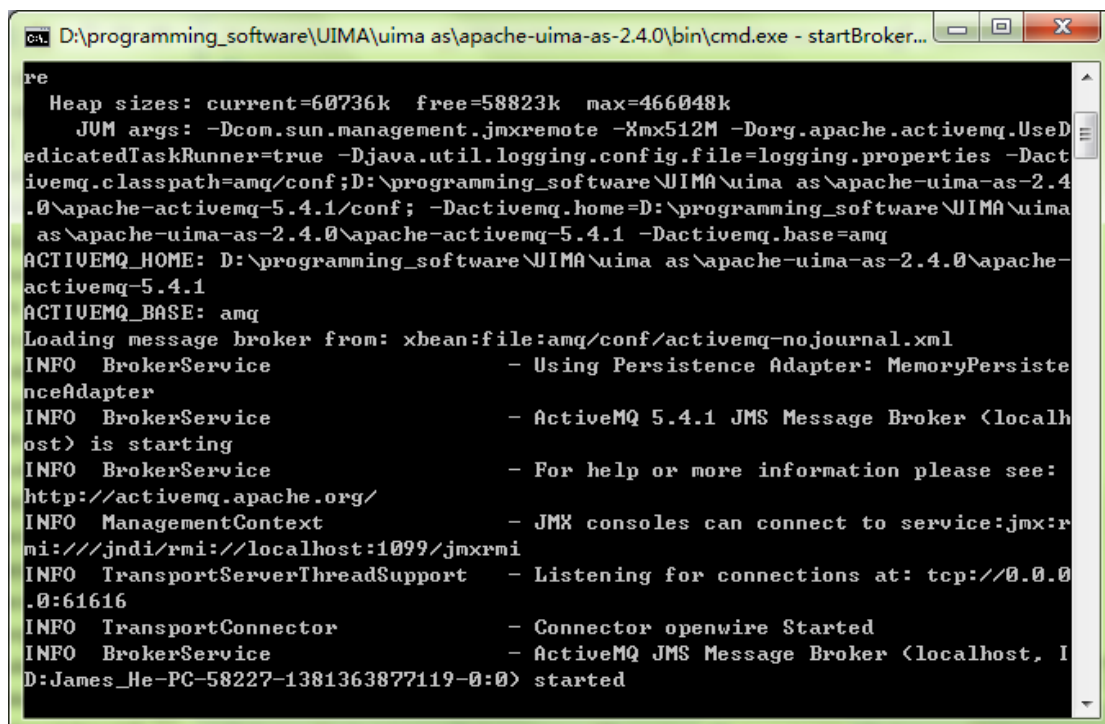 D:\programming_software\UIMA\uima as\apache-uima-as-2.4.0\bin\cmd.exe - startBroker...
re
  Heap sizes: current=60736k  free=58823k  max=466048k
    JVM args: -Dcom.sun.management.jmxremote -Xmx512M -Dorg.apache.activemq.UseD
edicatedTaskRunner=true -Djava.util.logging.config.file=logging.properties -Dact
ivemq.classpath=amq/conf;D:\programming_software\UIMA\uima as\apache-uima-as-2.4
.0\apache-activemq-5.4.1/conf; -Dactivemq.home=D:\programming_software\UIMA\uima
 as\apache-uima-as-2.4.0\apache-activemq-5.4.1 -Dactivemq.base=amq
ACTIVEMQ_HOME: D:\programming_software\UIMA\uima as\apache-uima-as-2.4.0\apache-
activemq-5.4.1
ACTIVEMQ_BASE: amq
Loading message broker from: xbean:file:amq/conf/activemq-nojournal.xml
INFO  BrokerService                  - Using Persistence Adapter: MemoryPersiste
nceAdapter
INFO  BrokerService                  - ActiveMQ 5.4.1 JMS Message Broker (localh
ost) is starting
INFO  BrokerService                  - For help or more information please see:
http://activemq.apache.org/
INFO  ManagementContext              - JMX consoles can connect to service:jmx:r
mi:///jndi/rmi://localhost:1099/jmxrmi
INFO  TransportServerThreadSupport   - Listening for connections at: tcp://0.0.0
.0:61616
INFO  TransportConnector             - Connector openwire Started
INFO  BrokerService                  - ActiveMQ JMS Message Broker (localhost, I
D:James_He-PC-58227-1381363877119-0:0) started